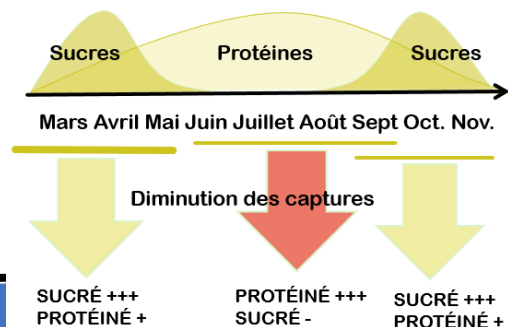 Sucres Protéines Sucres
Mars Avril Mai Juin Juillet Août Sept Oct. Nov.
Diminution des captures
SUCRÉ +++
PROTÉINÉ +
PROTÉINÉ +++
SUCRÉ -
SUCRÉ +++
PROTÉINÉ +